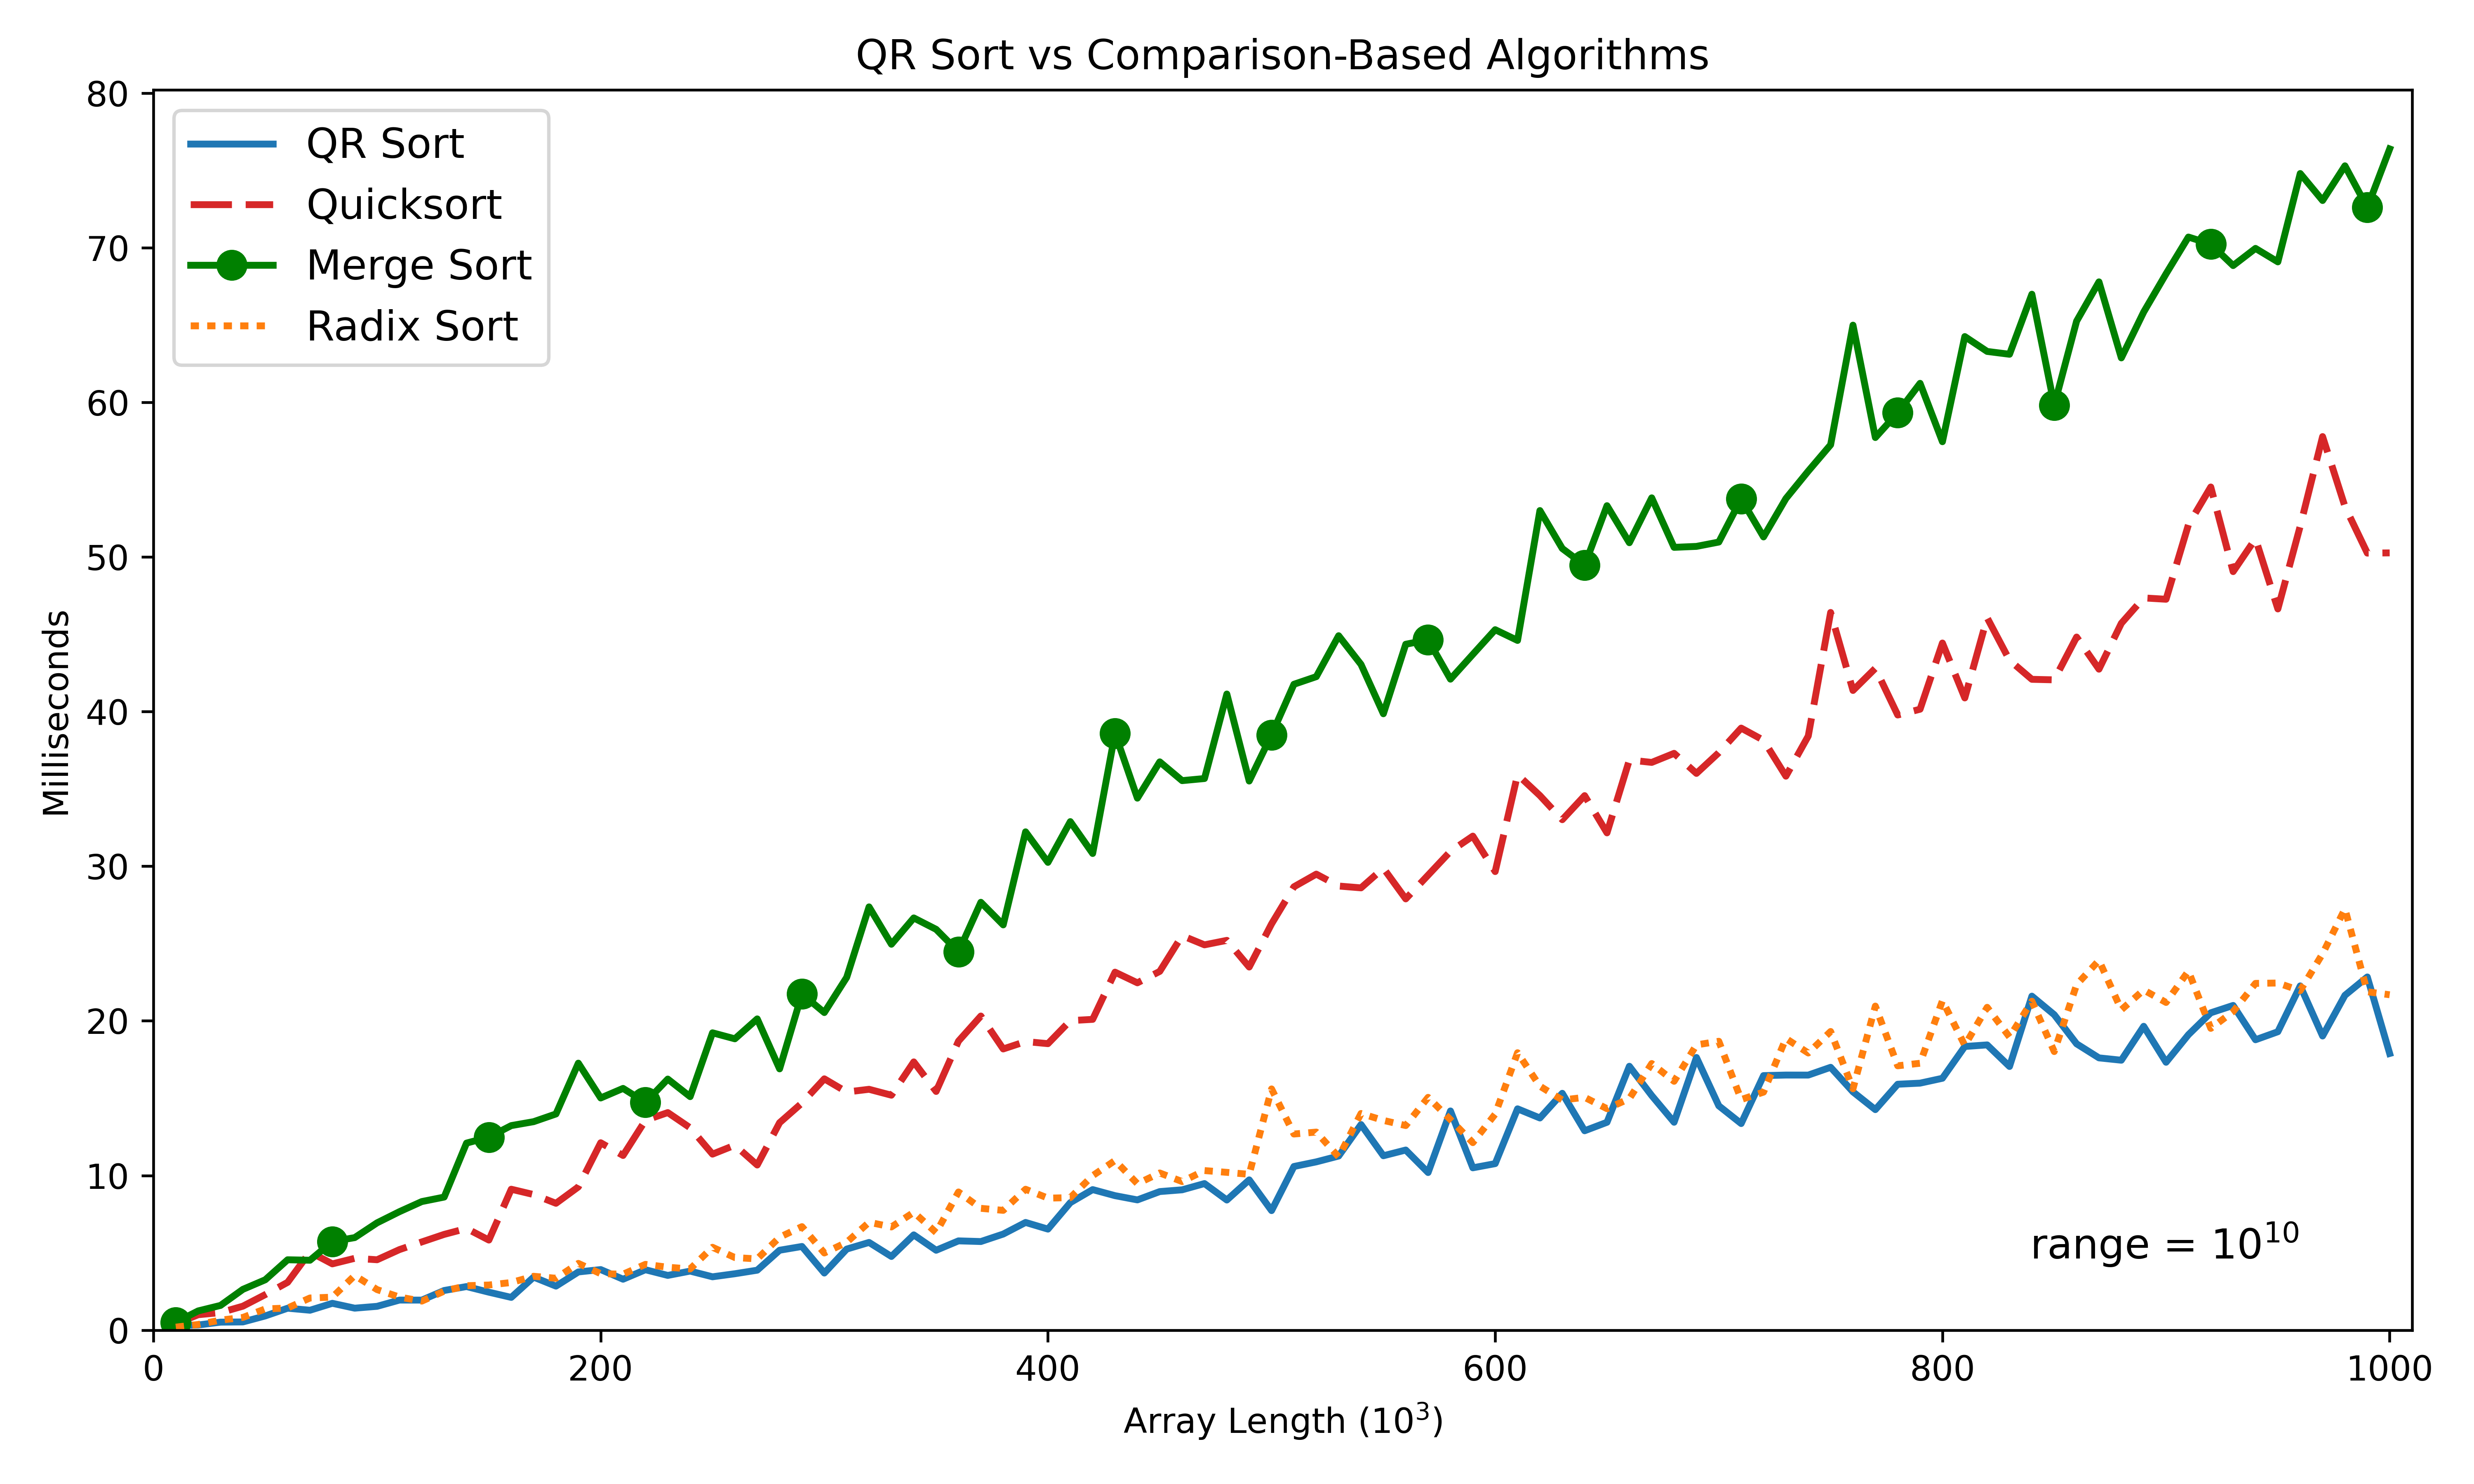 QR Sort vs Comparison-Based Algorithms
QR Sort
Quicksort
Merge Sort
Radix Sort
80
70
60
50
40
30
20
10
0
Milliseconds
range = 10¹⁰
0 200 400 600 800 1000
Array Length (10³)